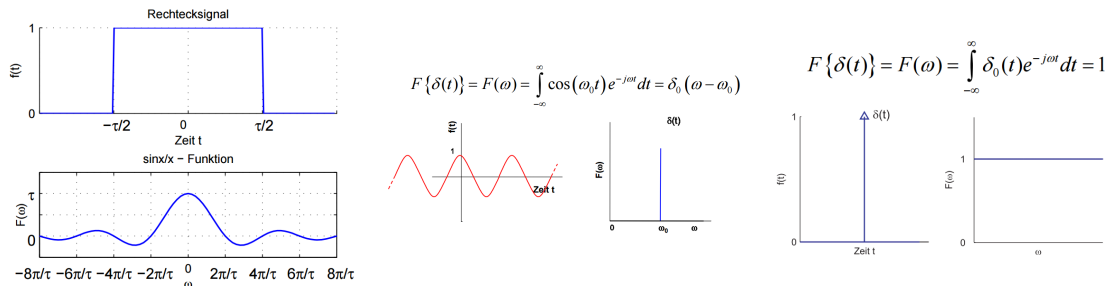 Rechtecksignal
f(t)
1
0
−τ/2
0
τ/2
Zeit t
sinx/x − Funktion
F(ω)
τ
0
−8π/τ −6π/τ −4π/τ −2π/τ 0 2π/τ 4π/τ 6π/τ 8π/τ
ω
F{δ(t)} = F(ω) = ∫_{−∞}^{∞} cos(ω₀t) e^{−jωt} dt = δ₀(ω−ω₀)
f(t)
1
Zeit t
δ(t)
F(ω)
0 ω₀ ω
F{δ(t)} = F(ω) = ∫_{−∞}^{∞} δ₀(t) e^{−jωt} dt = 1
1
δ(t)
f(t)
0
Zeit t
F(ω)
1
0
ω